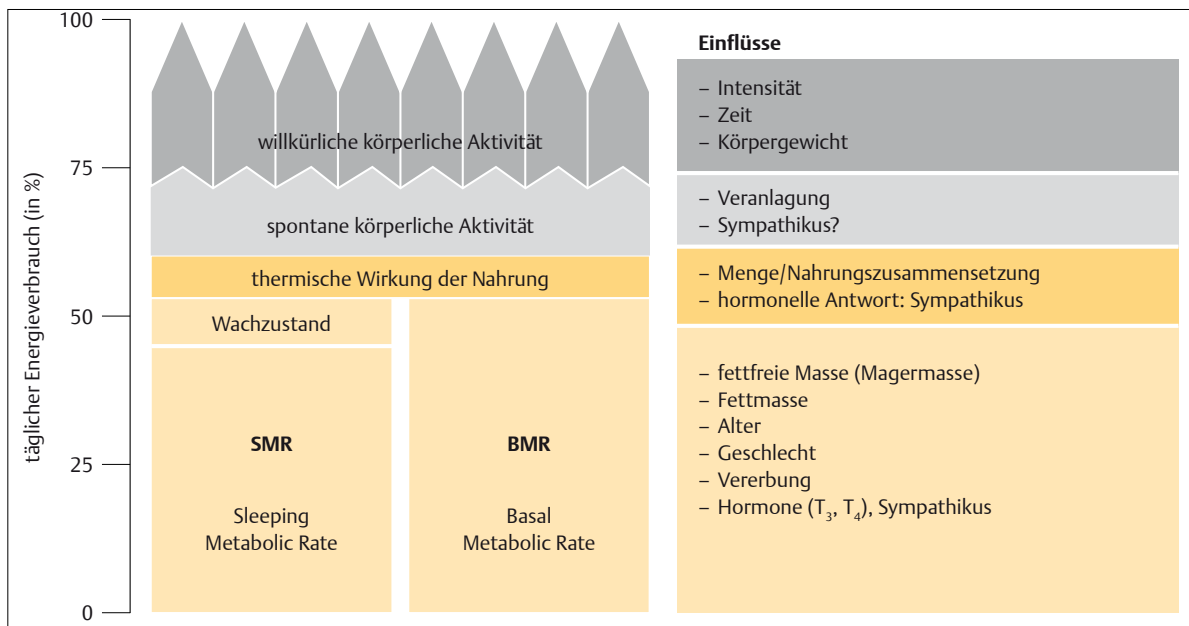 täglicher Energieverbrauch (in %)
100
75
50
25
0
willkürliche körperliche Aktivität
spontane körperliche Aktivität
thermische Wirkung der Nahrung
Wachzustand
SMR
Sleeping
Metabolic Rate
BMR
Basal
Metabolic Rate
Einflüsse
– Intensität
– Zeit
– Körpergewicht
– Veranlagung
– Sympathikus?
– Menge/Nahrungszusammensetzung
– hormonelle Antwort: Sympathikus
– fettfreie Masse (Magermasse)
– Fettmasse
– Alter
– Geschlecht
– Vererbung
– Hormone (T₃, T₄), Sympathikus